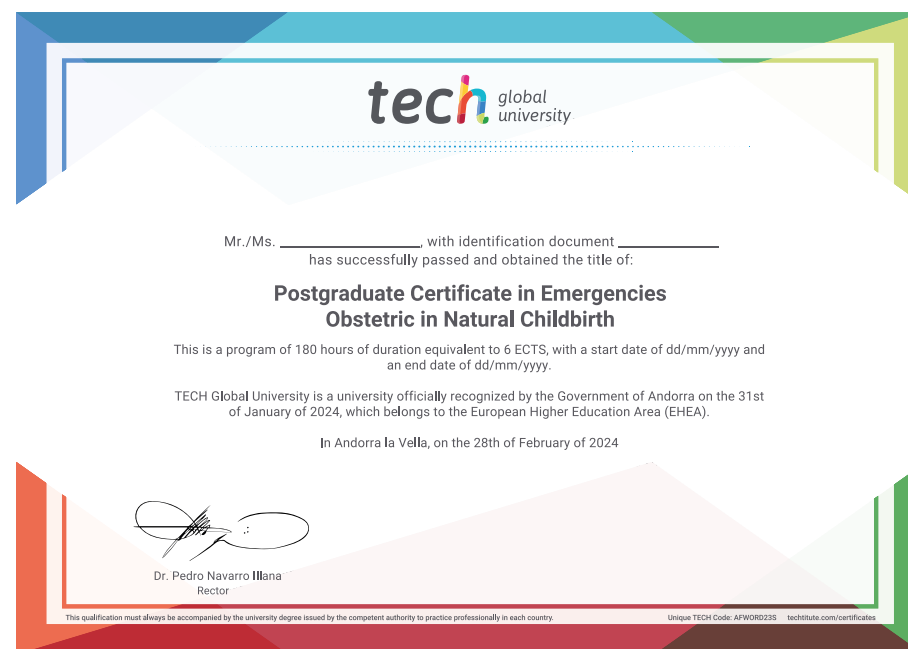 tech global university
Mr./Ms. ____________________, with identification document ______________
has successfully passed and obtained the title of:
Postgraduate Certificate in Emergencies
Obstetric in Natural Childbirth
This is a program of 180 hours of duration equivalent to 6 ECTS, with a start date of dd/mm/yyyy and
an end date of dd/mm/yyyy.
TECH Global University is a university officially recognized by the Government of Andorra on the 31st
of January of 2024, which belongs to the European Higher Education Area (EHEA).
In Andorra la Vella, on the 28th of February of 2024
Dr. Pedro Navarro Illana
Rector
This qualification must always be accompanied by the university degree issued by the competent authority to practice professionally in each country.
Unique TECH Code: AFWORD23S techtitute.com/certificates